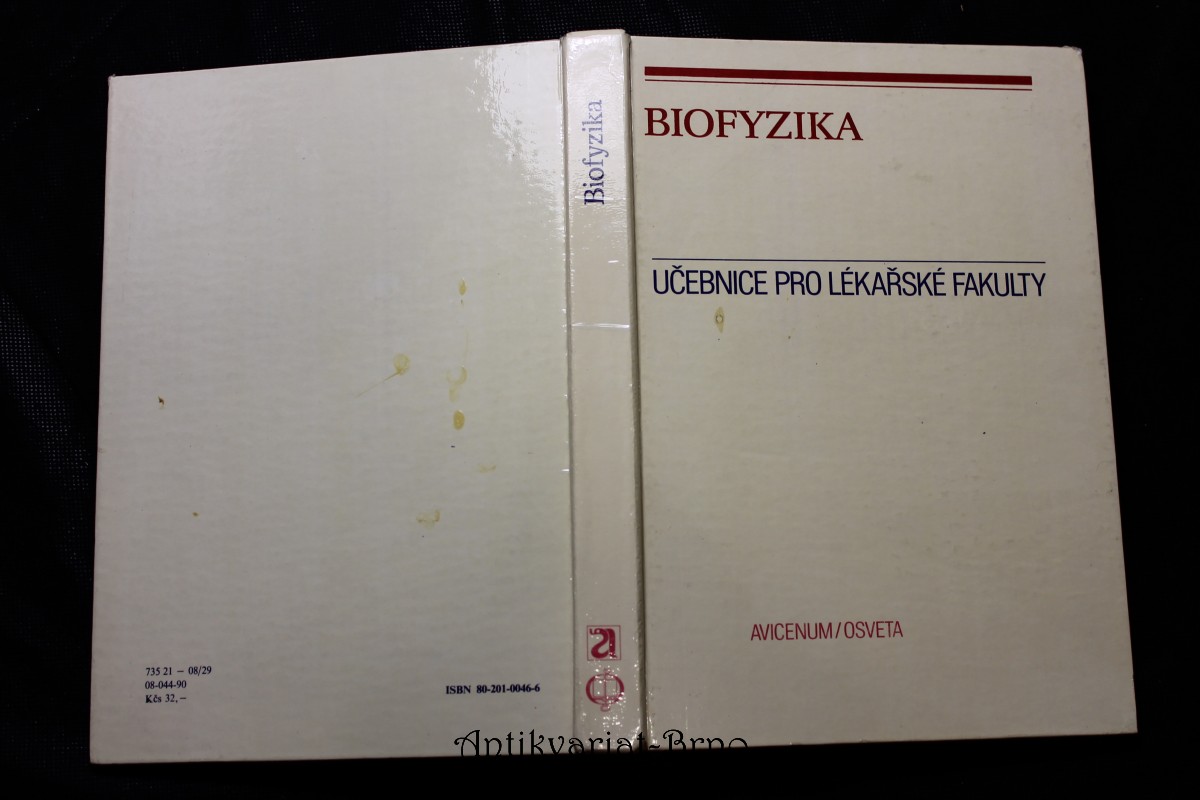 735 21 – 08/29
08-044-90
Kčs 32,–
ISBN 80-201-0046-6
Biofyzika
BIOFYZIKA
UČEBNICE PRO LÉKAŘSKÉ FAKULTY
AVICENUM/OSVETA
Antikvariat-Brno